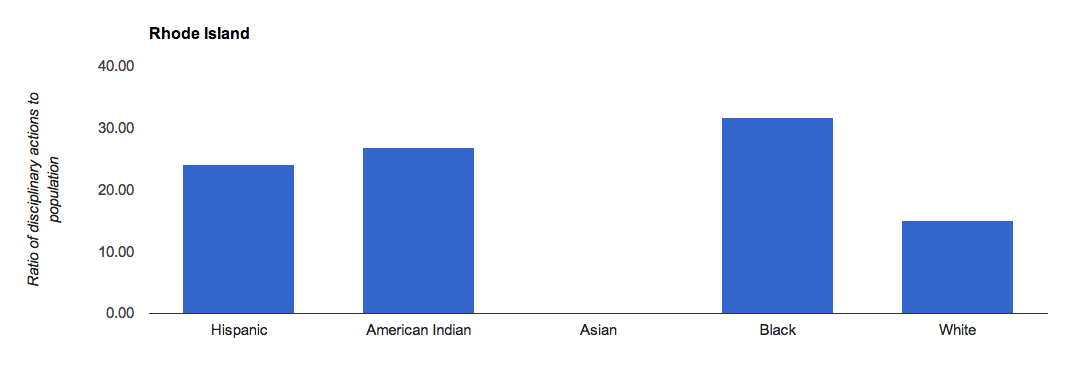 Rhode Island
Ratio of disciplinary actions to
population
40.00
30.00
20.00
10.00
0.00
Hispanic
American Indian
Asian
Black
White